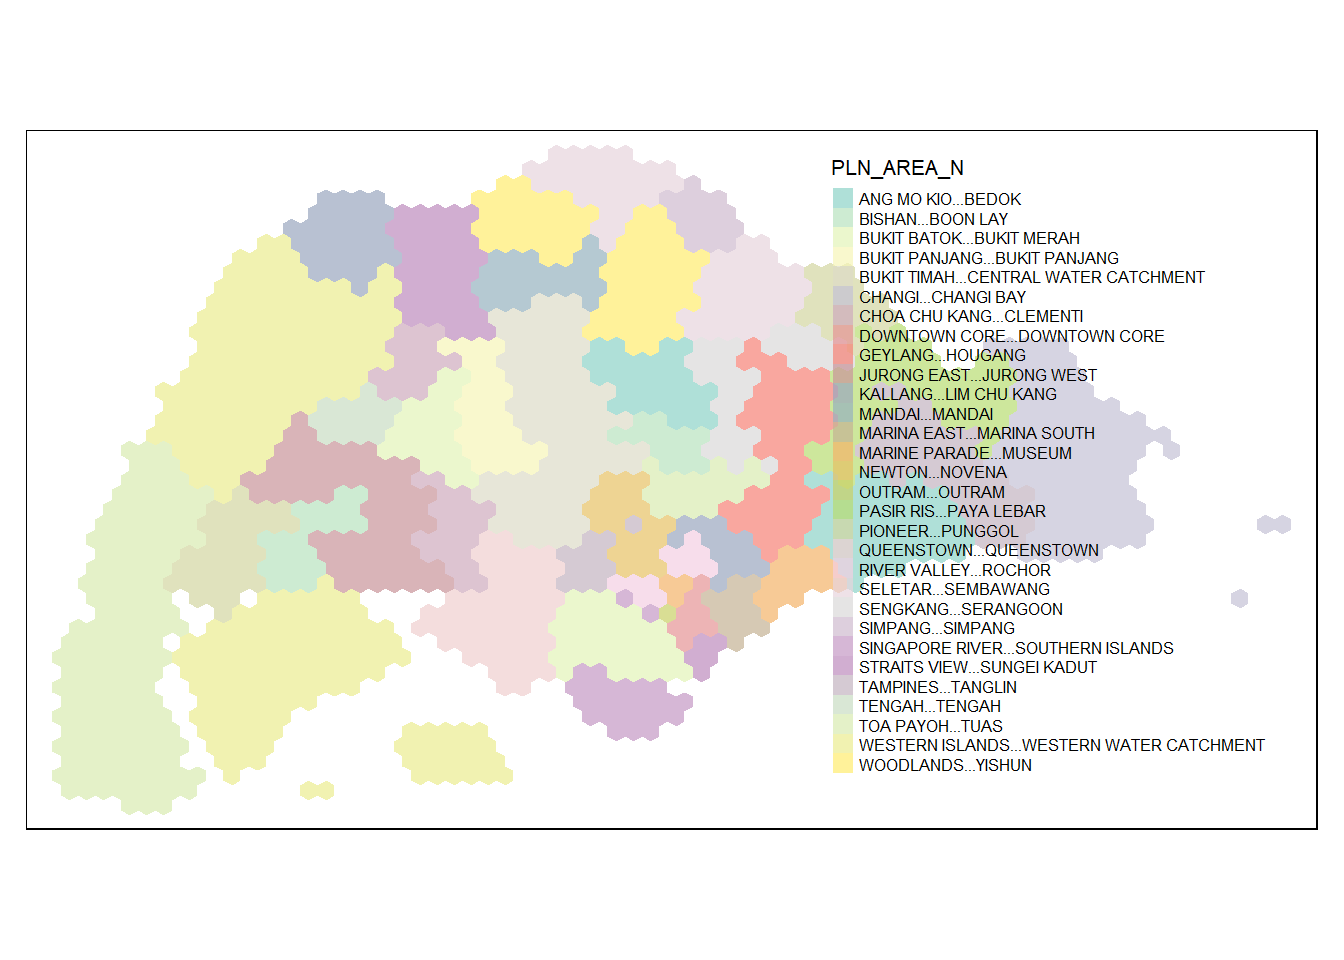 PLN_AREA_N
ANG MO KIO...BEDOK
BISHAN...BOON LAY
BUKIT BATOK...BUKIT MERAH
BUKIT PANJANG...BUKIT PANJANG
BUKIT TIMAH...CENTRAL WATER CATCHMENT
CHANGI...CHANGI BAY
CHOA CHU KANG...CLEMENTI
DOWNTOWN CORE...DOWNTOWN CORE
GEYLANG...HOUGANG
JURONG EAST...JURONG WEST
KALLANG...LIM CHU KANG
MANDAI...MANDAI
MARINA EAST...MARINA SOUTH
MARINE PARADE...MUSEUM
NEWTON...NOVENA
OUTRAM...OUTRAM
PASIR RIS...PAYA LEBAR
PIONEER...PUNGGOL
QUEENSTOWN...QUEENSTOWN
RIVER VALLEY...ROCHOR
SELETAR...SEMBAWANG
SENGKANG...SERANGOON
SIMPANG...SIMPANG
SINGAPORE RIVER...SOUTHERN ISLANDS
STRAITS VIEW...SUNGEI KADUT
TAMPINES...TANGLIN
TENGAH...TENGAH
TOA PAYOH...TUAS
WESTERN ISLANDS...WESTERN WATER CATCHMENT
WOODLANDS...YISHUN